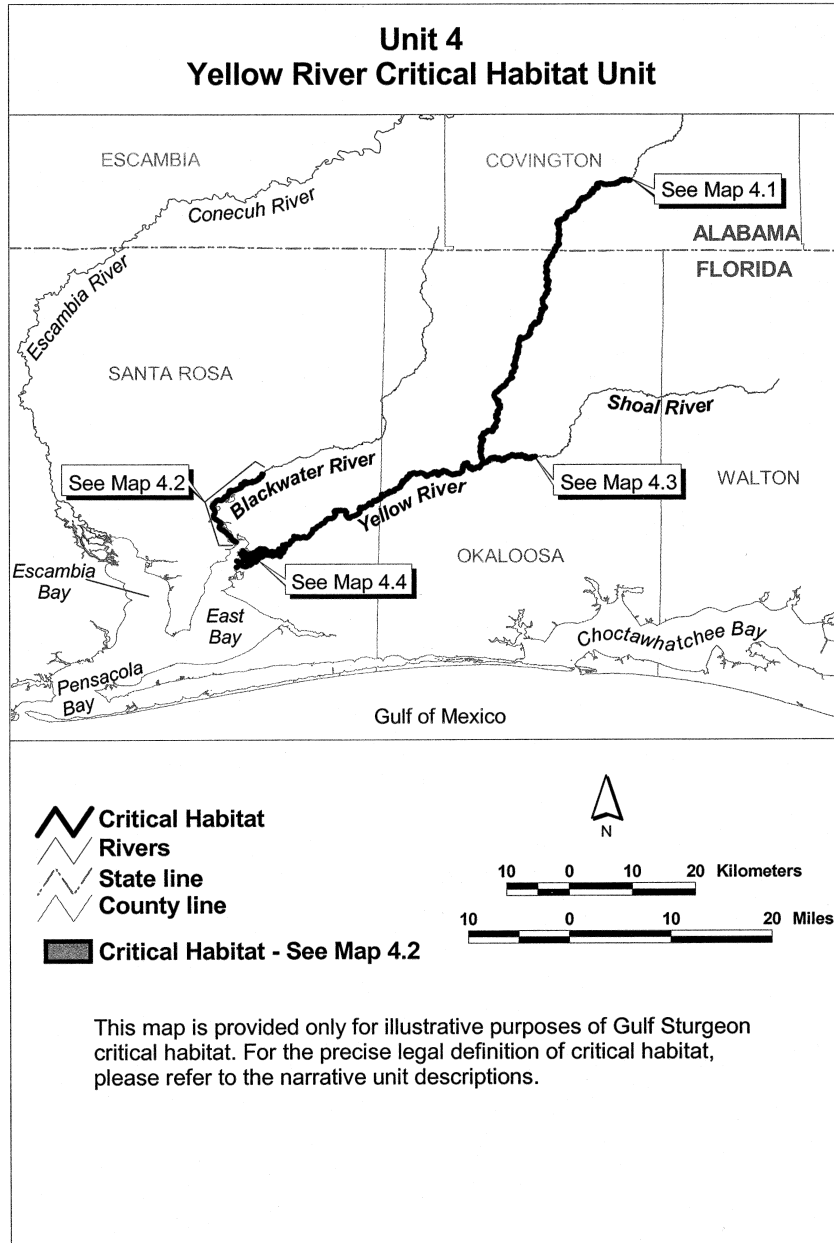 Unit 4
Yellow River Critical Habitat Unit
ESCAMBIA
COVINGTON
Conecuh River
See Map 4.1
ALABAMA
FLORIDA
Escambia River
SANTA ROSA
Shoal River
See Map 4.2
Blackwater River
Yellow River
See Map 4.3
WALTON
Escambia
Bay
See Map 4.4
OKALOOSA
East
Bay
Choctawhatchee Bay
Pensacola
Bay
Gulf of Mexico
Critical Habitat
Rivers
State line
County line
Critical Habitat - See Map 4.2
N
10 0 10 20 Kilometers
10 0 10 20 Miles
This map is provided only for illustrative purposes of Gulf Sturgeon
critical habitat. For the precise legal definition of critical habitat,
please refer to the narrative unit descriptions.